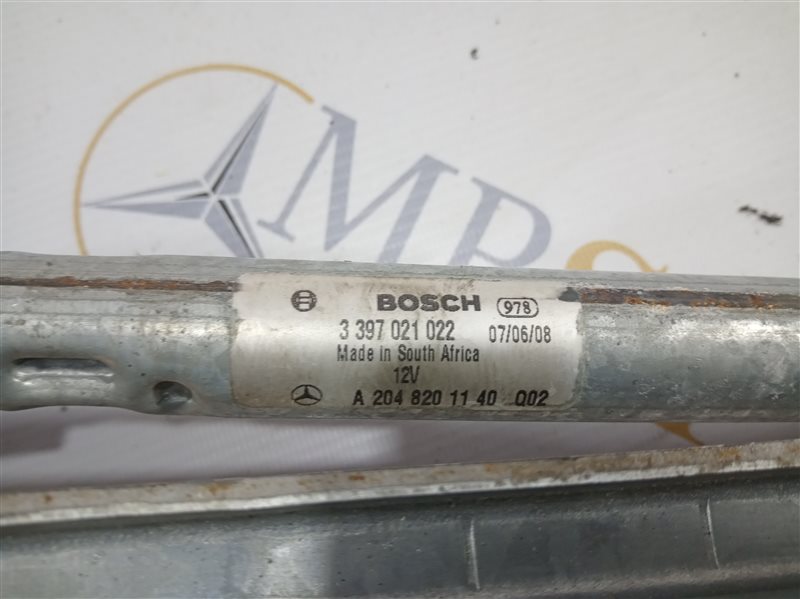 MBS
BOSCH 978
3 397 021 022 07/06/08
Made in South Africa
12V
A 204 820 11 40 Q02